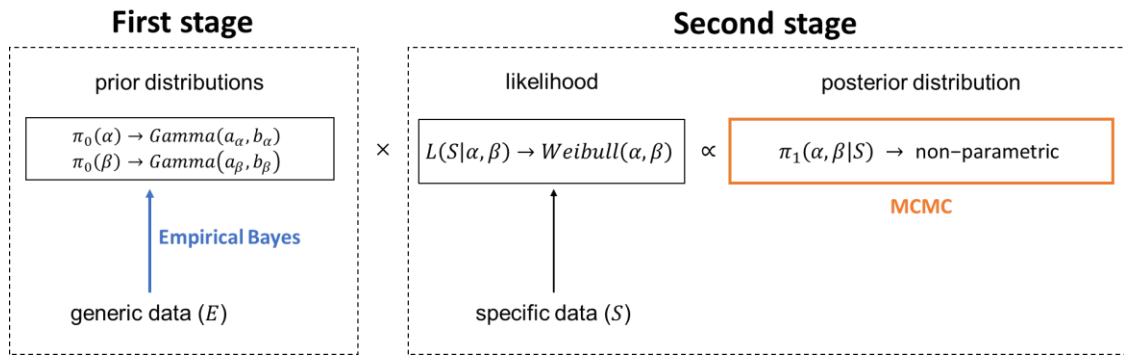 First stage
prior distributions
π₀(α) → Gamma(a_α, b_α)
π₀(β) → Gamma(a_β, b_β)
Empirical Bayes
generic data (E)
×
Second stage
likelihood
L(S|α, β) → Weibull(α, β)
specific data (S)
∝
posterior distribution
π₁(α, β|S) → non−parametric
MCMC